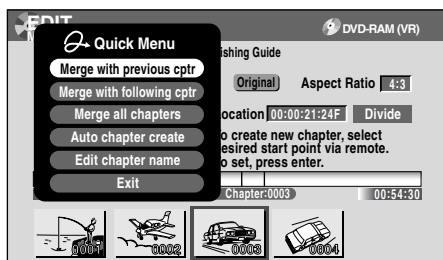 EDIT
DVD-RAM (VR)
Quick Menu
ishing Guide
Merge with previous cptr
Original
Aspect Ratio 4:3
Merge with following cptr
Merge all chapters
ocation 00:00:21:24F Divide
Auto chapter create
o create new chapter, select
esired start point via remote.
o set, press enter.
Edit chapter name
Exit
Chapter:0003
00:54:30
0001
0002
0003
0004